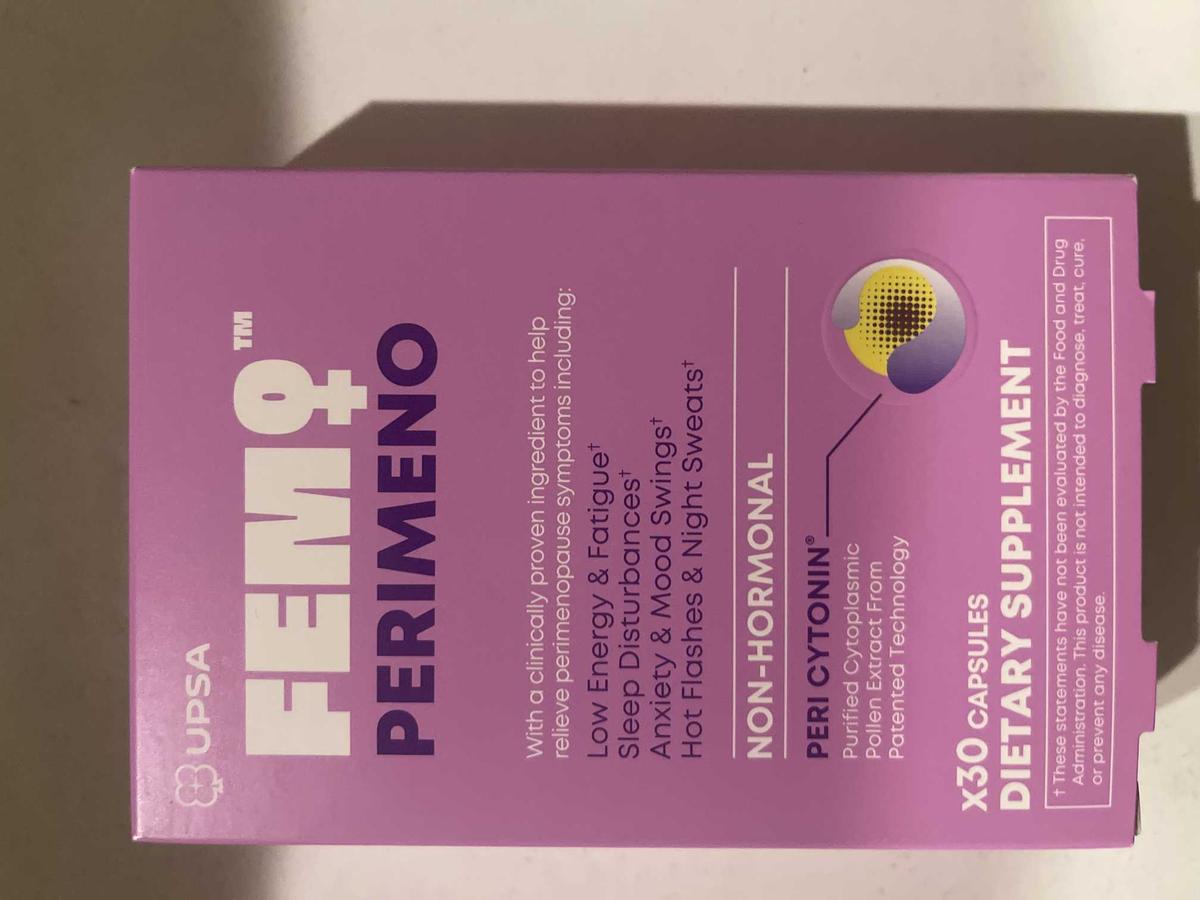 UPSA
FEM♀™
PERIMENO
With a clinically proven ingredient to help
relieve perimenopause symptoms including:
Low Energy & Fatigue†
Sleep Disturbances†
Anxiety & Mood Swings†
Hot Flashes & Night Sweats†
NON-HORMONAL
PERI CYTONIN®
Purified Cytoplasmic
Pollen Extract From
Patented Technology
X30 CAPSULES
DIETARY SUPPLEMENT
† These statements have not been evaluated by the Food and Drug
Administration. This product is not intended to diagnose, treat, cure,
or prevent any disease.